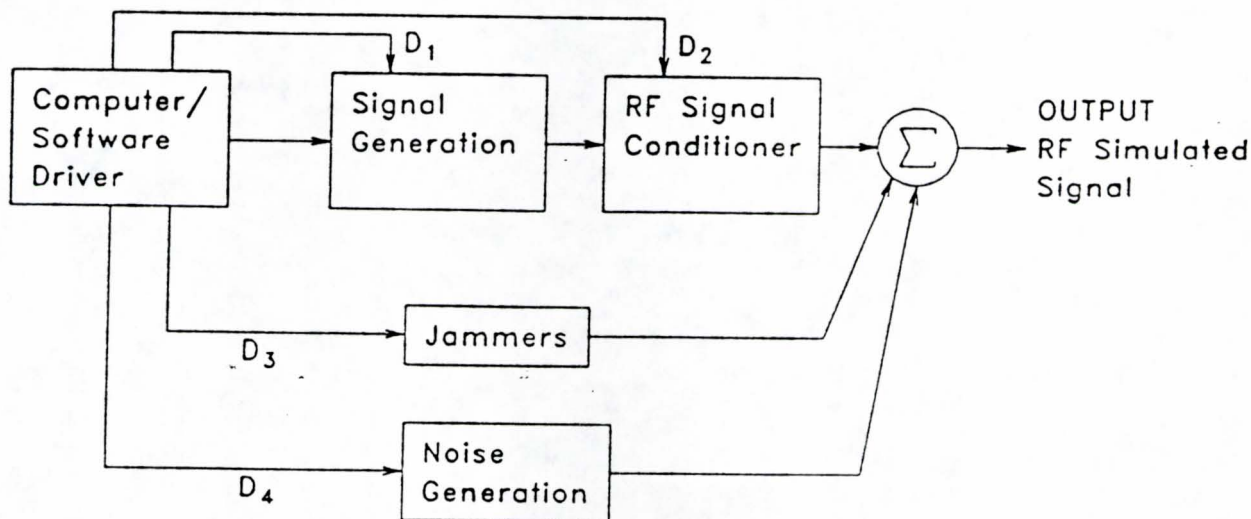 D₁
D₂
Computer/
Software
Driver
Signal
Generation
RF Signal
Conditioner
Σ
OUTPUT
RF Simulated
Signal
D₃
Jammers
D₄
Noise
Generation